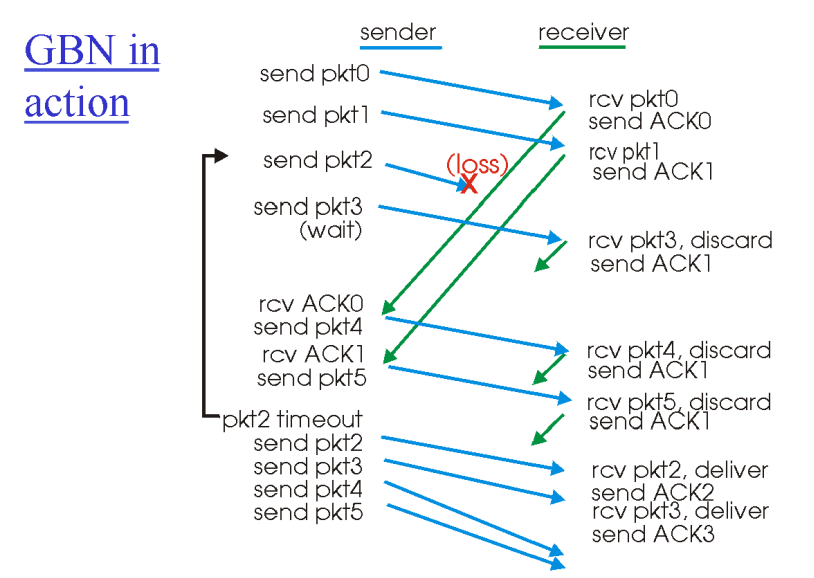 GBN in
action
sender
receiver
send pkt0
send pkt1
send pkt2
(loss)
X
send pkt3
(wait)
rcv ACK0
send pkt4
rcv ACK1
send pkt5
pkt2 timeout
send pkt2
send pkt3
send pkt4
send pkt5
rcv pkt0
send ACK0
rcv pkt1
send ACK1
rcv pkt3, discard
send ACK1
rcv pkt4, discard
send ACK1
rcv pkt5, discard
send ACK1
rcv pkt2, deliver
send ACK2
rcv pkt3, deliver
send ACK3